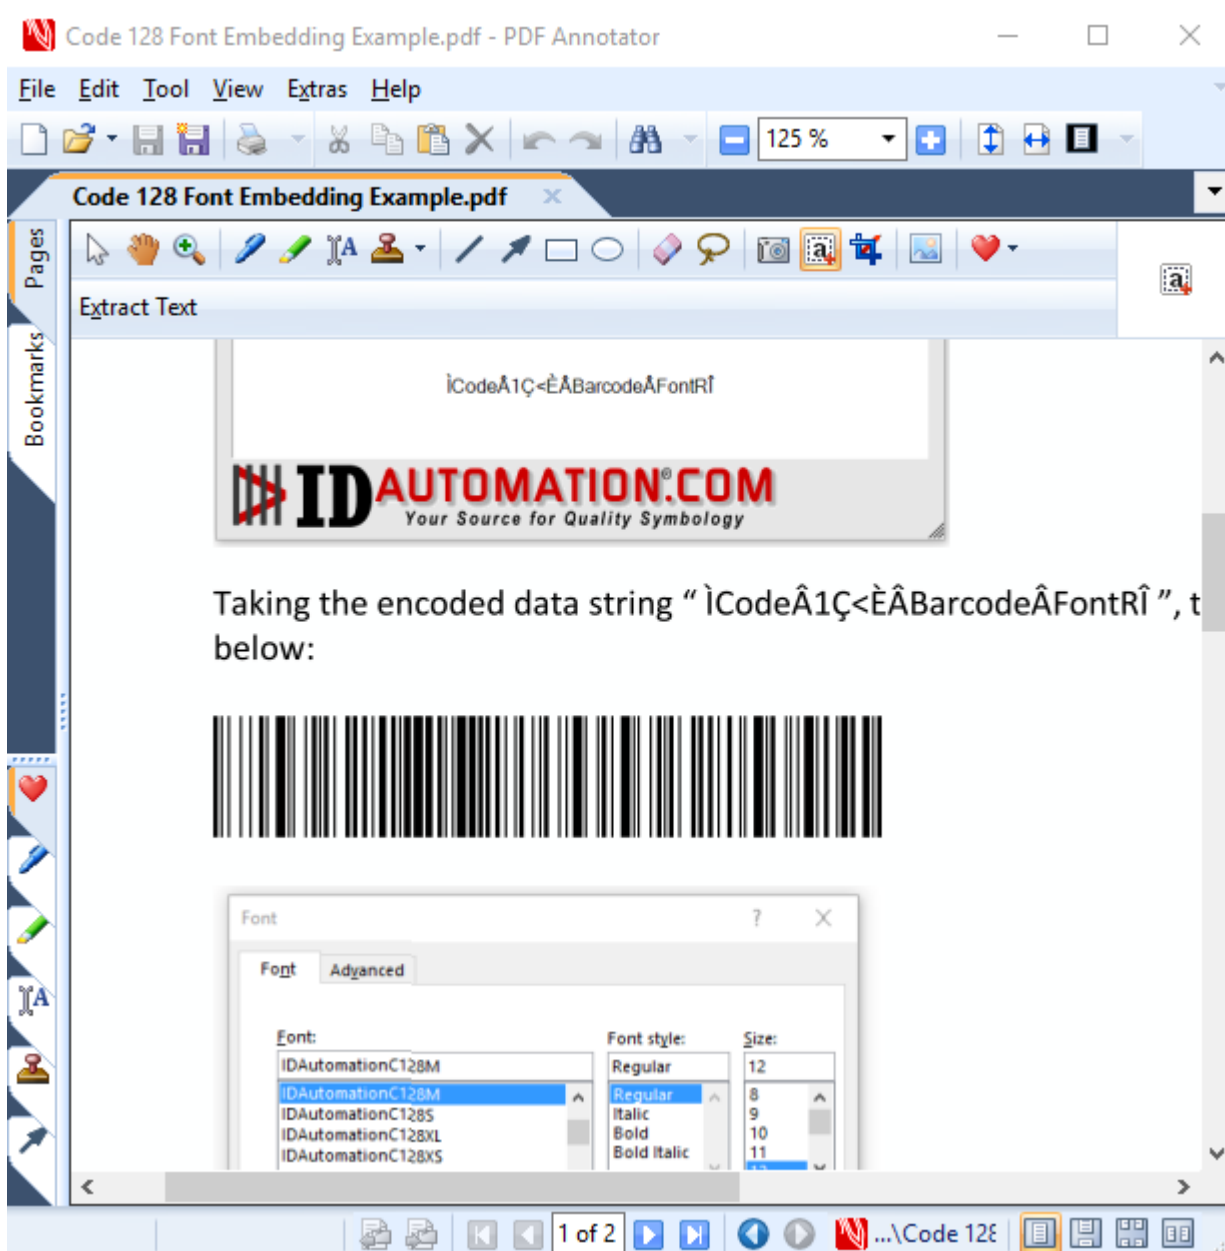 Code 128 Font Embedding Example.pdf - PDF Annotator
File Edit Tool View Extras Help
125 %
Code 128 Font Embedding Example.pdf
Pages
Bookmarks
Extract Text
ÌCodeÂ1Ç<ÈÂBarcodeÂFontRÎ
IDAUTOMATION®.COM
Your Source for Quality Symbology
Taking the encoded data string “ ÌCodeÂ1Ç<ÈÂBarcodeÂFontRÎ ”, t
below:
Font ?
Font Advanced
Font: Font style: Size:
IDAutomationC128M Regular 12
IDAutomationC128M Regular 8
IDAutomationC128S Italic 9
IDAutomationC128XL Bold 10
IDAutomationC128XS Bold Italic 11
12
1 of 2 ...\Code 128